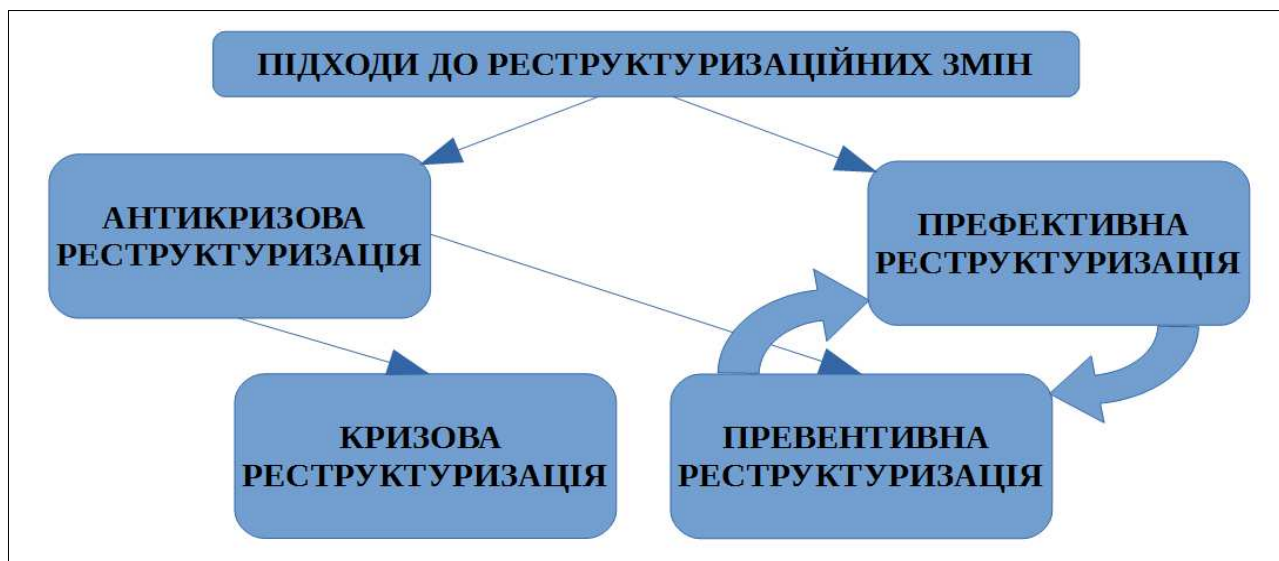 ПІДХОДИ ДО РЕСТРУКТУРИЗАЦІЙНИХ ЗМІН
АНТИКРИЗОВА
РЕСТРУКТУРИЗАЦІЯ
ПРЕФЕКТИВНА
РЕСТРУКТУРИЗАЦІЯ
КРИЗОВА
РЕСТРУКТУРИЗАЦІЯ
ПРЕВЕНТИВНА
РЕСТРУКТУРИЗАЦІЯ